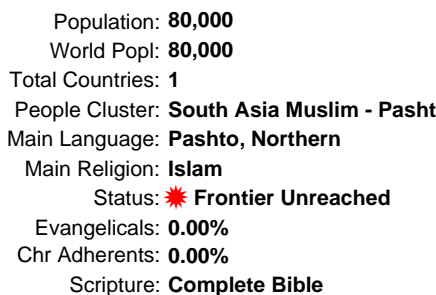 Population: 80,000
World Popl: 80,000
Total Countries: 1
People Cluster: South Asia Muslim - Pasht
Main Language: Pashto, Northern
Main Religion: Islam
Status: Frontier Unreached
Evangelicals: 0.00%
Chr Adherents: 0.00%
Scripture: Complete Bible